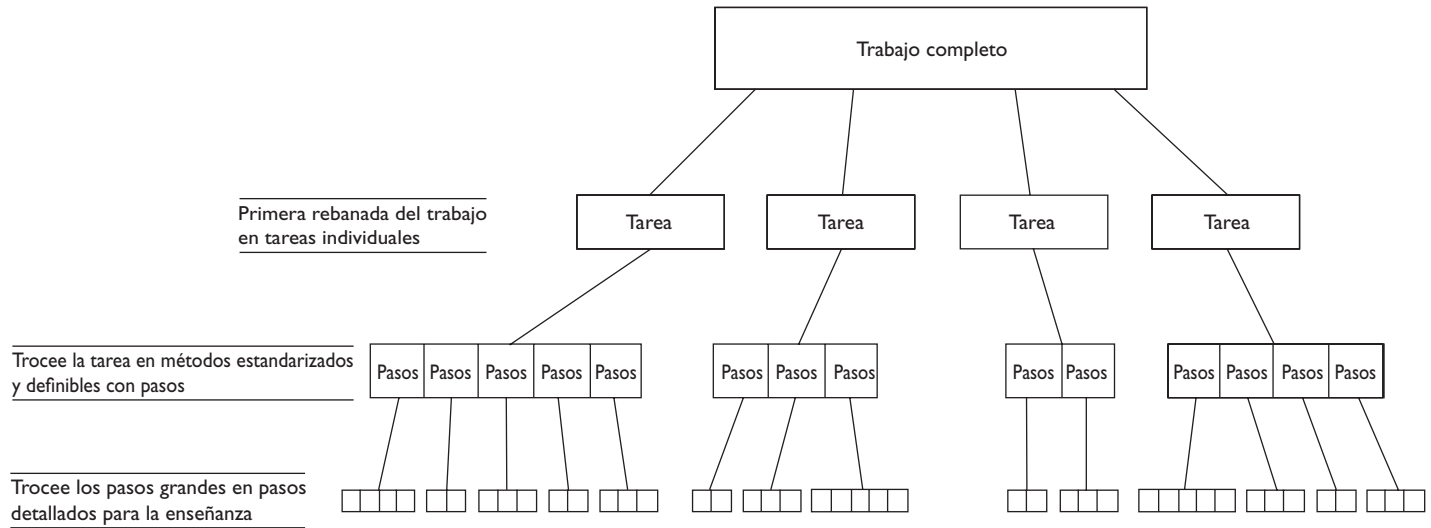 Trabajo completo
Primera rebanada del trabajo
en tareas individuales
Tarea Tarea Tarea Tarea
Trocee la tarea en métodos estandarizados
y definibles con pasos
Pasos Pasos Pasos Pasos Pasos Pasos Pasos Pasos Pasos Pasos Pasos Pasos Pasos Pasos
Trocee los pasos grandes en pasos
detallados para la enseñanza